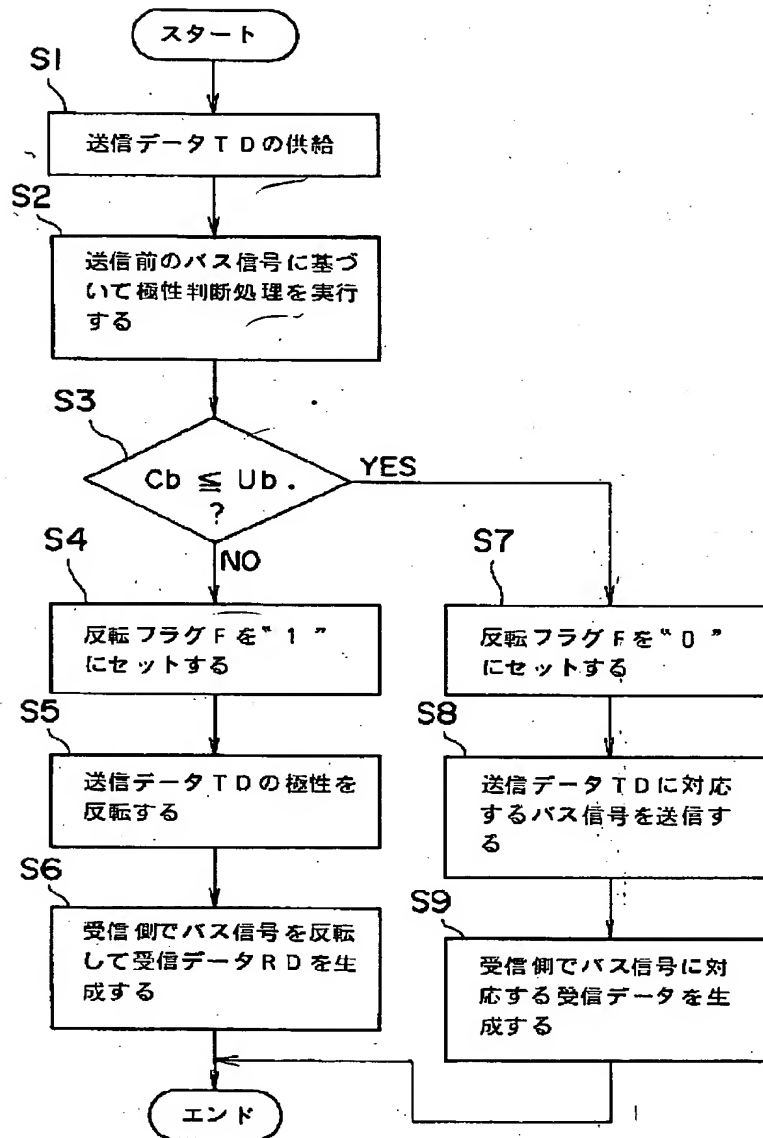 スタート
S1
送信データTDの供給
S2
送信前のバス信号に基づ
いて極性判断処理を実行
する
S3
Cb ≦ Ub.
?
YES
NO
S4
反転フラグFを“1”
にセットする
S7
反転フラグFを“0”
にセットする
S5
送信データTDの極性を
反転する
S8
送信データTDに対応
するバス信号を送信す
る
S6
受信側でバス信号を反転
して受信データRDを生
成する
S9
受信側でバス信号に対
応する受信データを生
成する
エンド